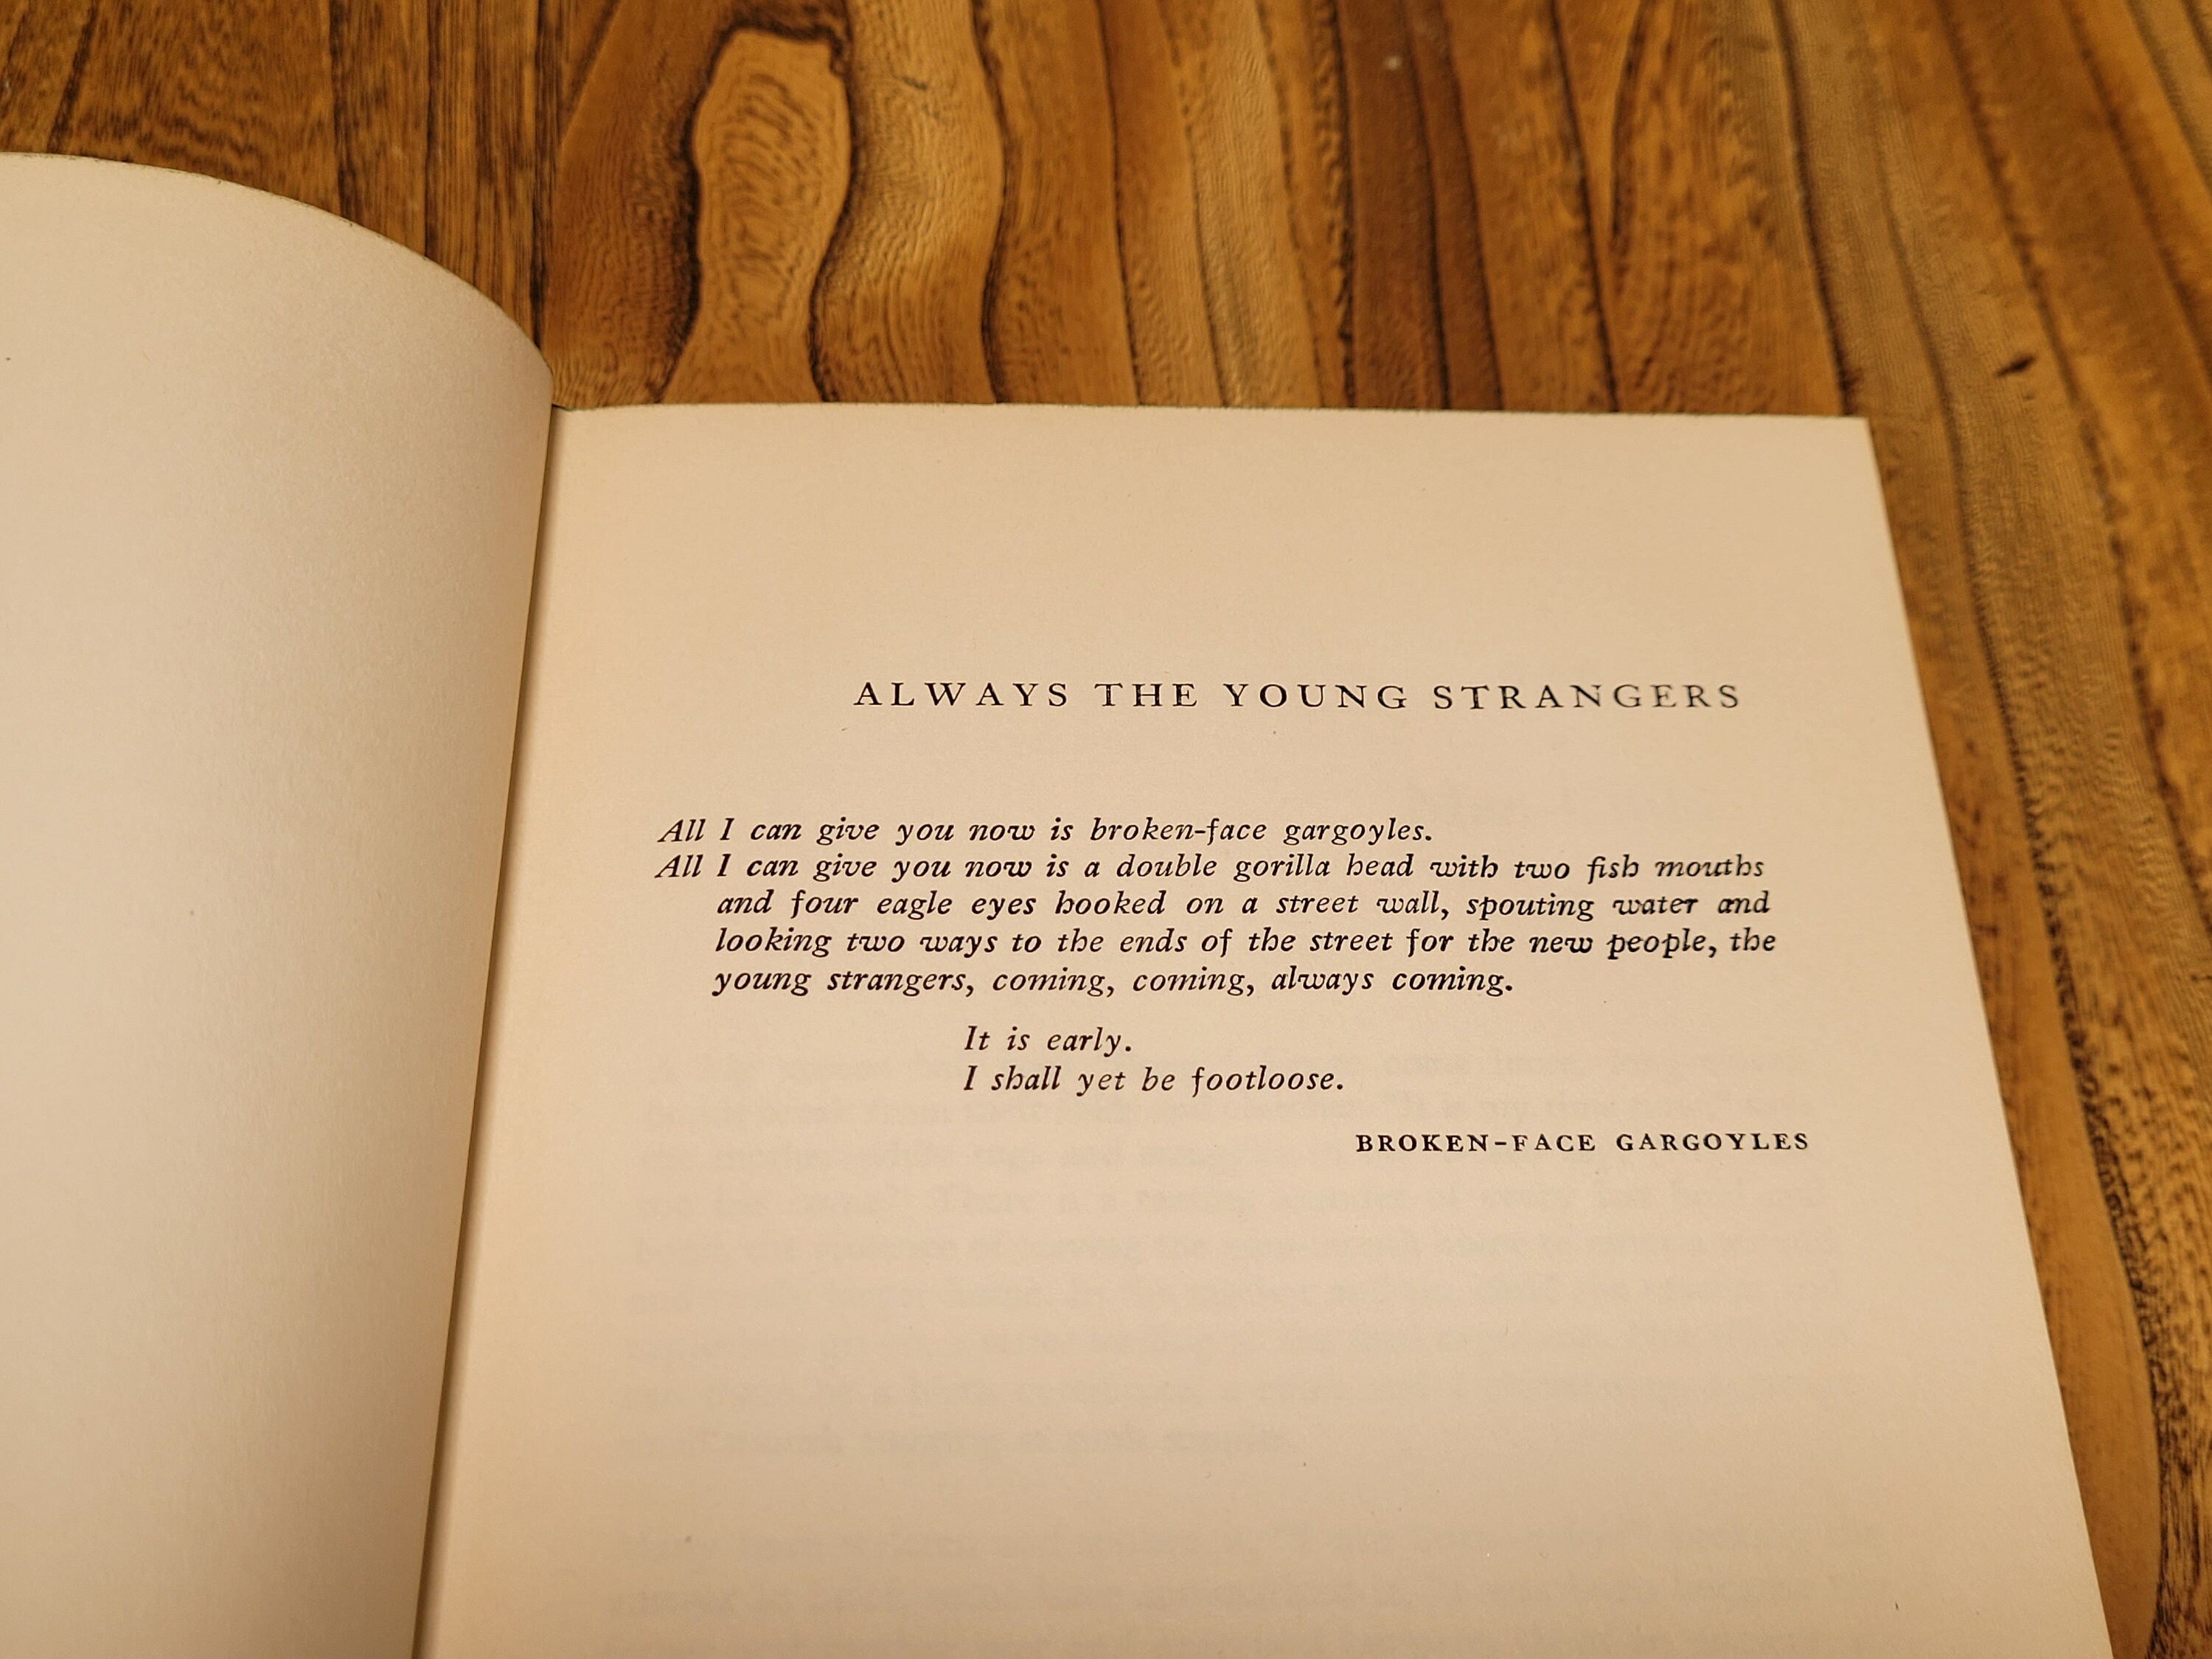 ALWAYS THE YOUNG STRANGERS
All I can give you now is broken-face gargoyles.
All I can give you now is a double gorilla head with two fish mouths
and four eagle eyes hooked on a street wall, spouting water and
looking two ways to the ends of the street for the new people, the
young strangers, coming, coming, always coming.
It is early.
I shall yet be footloose.
BROKEN-FACE GARGOYLES